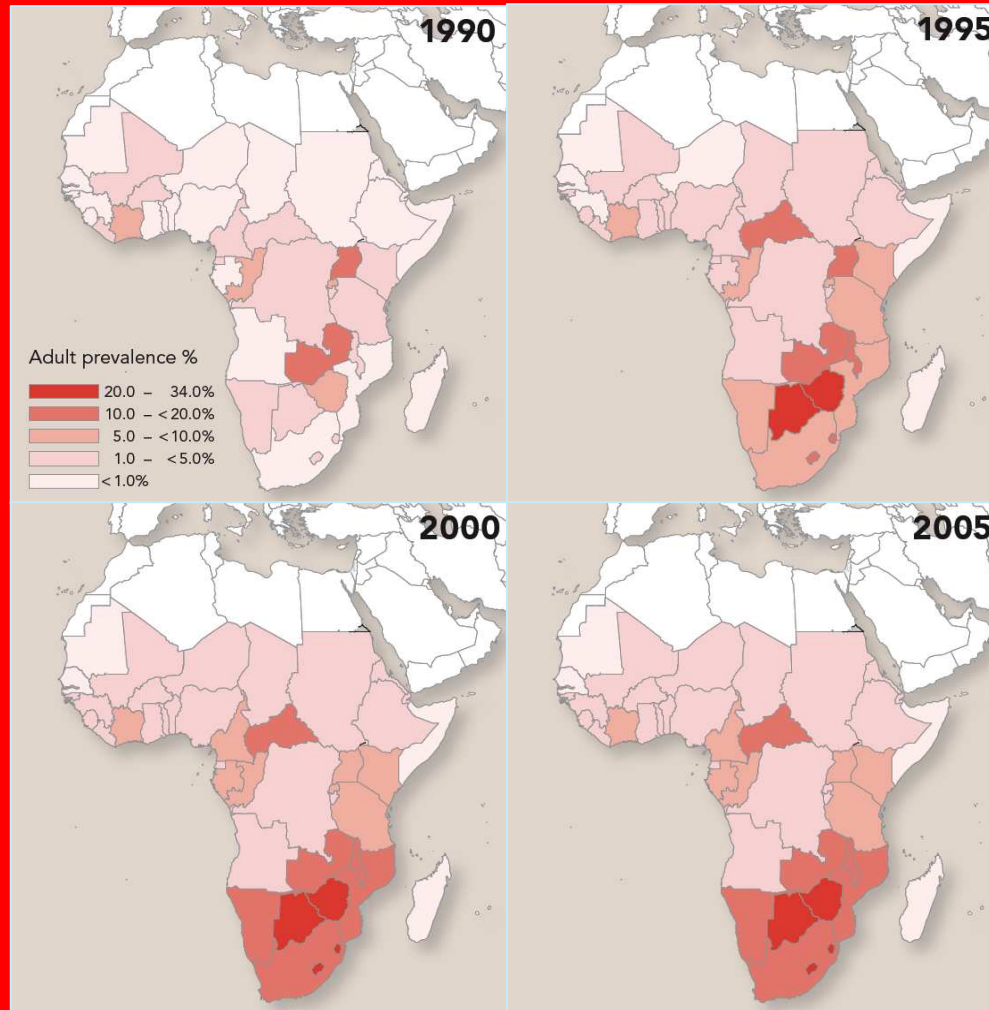 1990
1995
Adult prevalence %
20.0 – 34.0%
10.0 – <20.0%
5.0 – <10.0%
1.0 – <5.0%
<1.0%
2000
2005